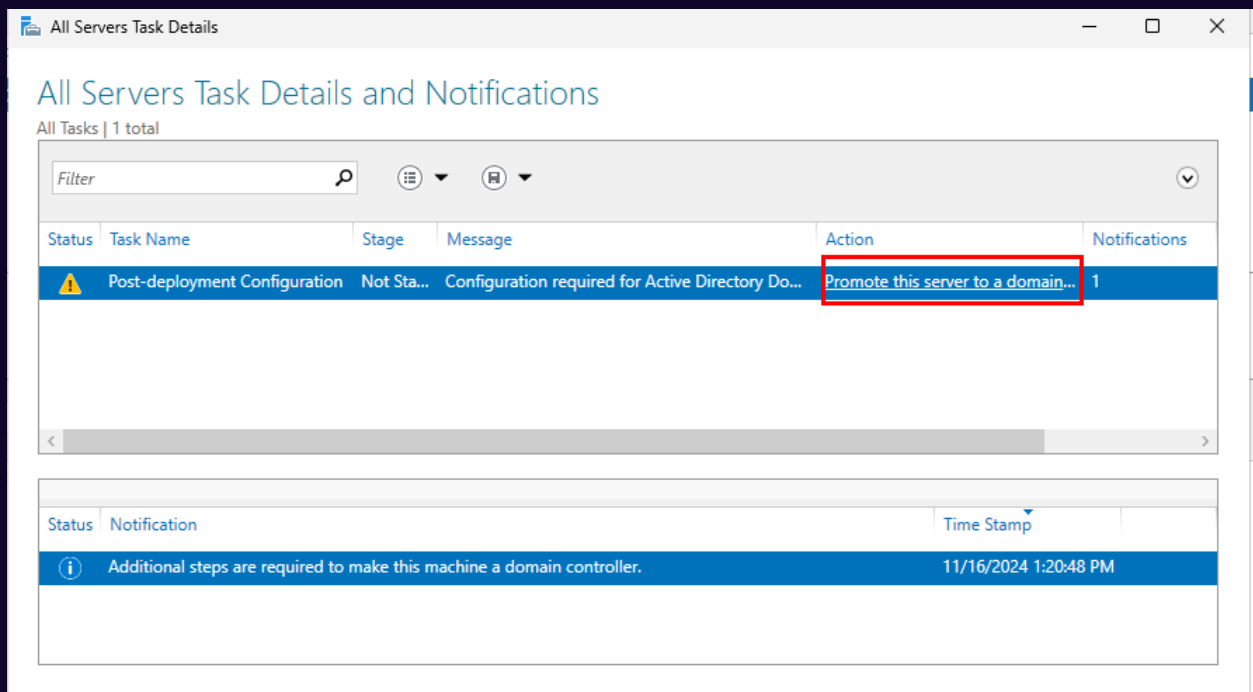 All Servers Task Details
All Servers Task Details and Notifications
All Tasks | 1 total
Filter
Status Task Name Stage Message Action Notifications
Post-deployment Configuration Not Sta... Configuration required for Active Directory Do... Promote this server to a domain... 1
Status Notification Time Stamp
Additional steps are required to make this machine a domain controller. 11/16/2024 1:20:48 PM